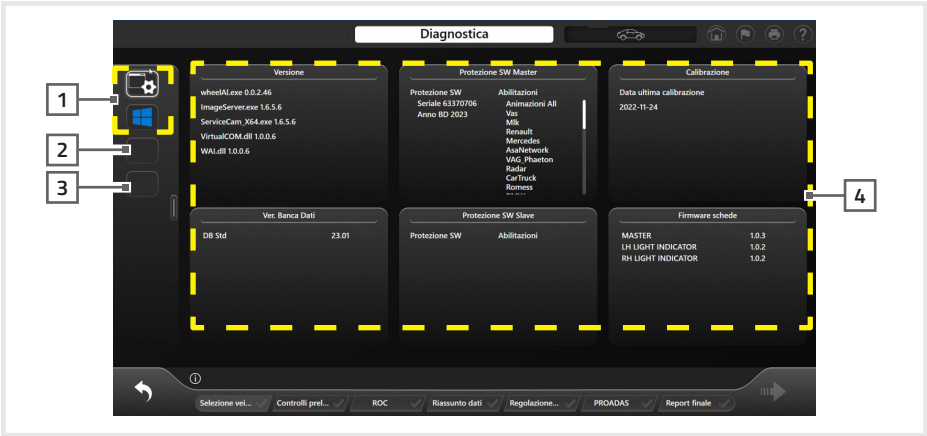 Diagnostica
?
1
2
3
4
Versione
wheelAI.exe 0.0.2.46
ImageServer.exe 1.6.5.6
ServiceCam_X64.exe 1.6.5.6
VirtualCOM.dll 1.0.0.6
WAI.dll 1.0.0.6
Protezione SW Master
Protezione SW Abilitazioni
Seriale 63370706 Animazioni All
Anno BD 2023 Vas
Mlk
Renault
Mercedes
AsaNetwork
VAG_Phaeton
Radar
CarTruck
Romess
Calibrazione
Data ultima calibrazione
2022-11-24
Ver. Banca Dati
DB Std 23.01
Protezione SW Slave
Protezione SW Abilitazioni
Firmware schede
MASTER 1.0.3
LH LIGHT INDICATOR 1.0.2
RH LIGHT INDICATOR 1.0.2
Selezione vei... Controlli prel... ROC Riassunto dati Regolazione... PROADAS Report finale